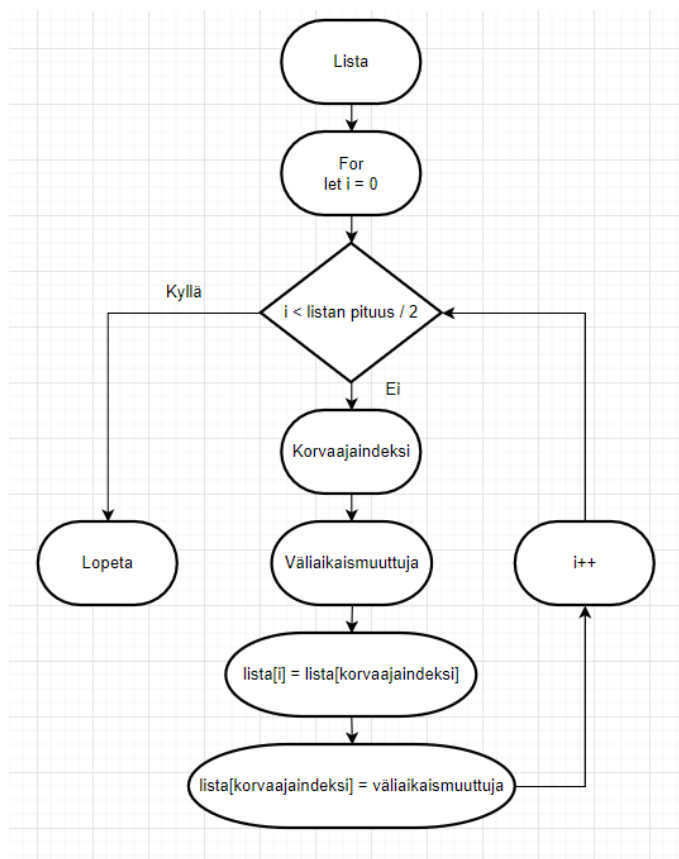 Lista
For
let i = 0
Kyllä
i < listan pituus / 2
Ei
Korvaajaindeksi
Lopeta
Väliaikaismuuttuja
i++
lista[i] = lista[korvaajaindeksi]
lista[korvaajaindeksi] = väliaikaismuuttuja